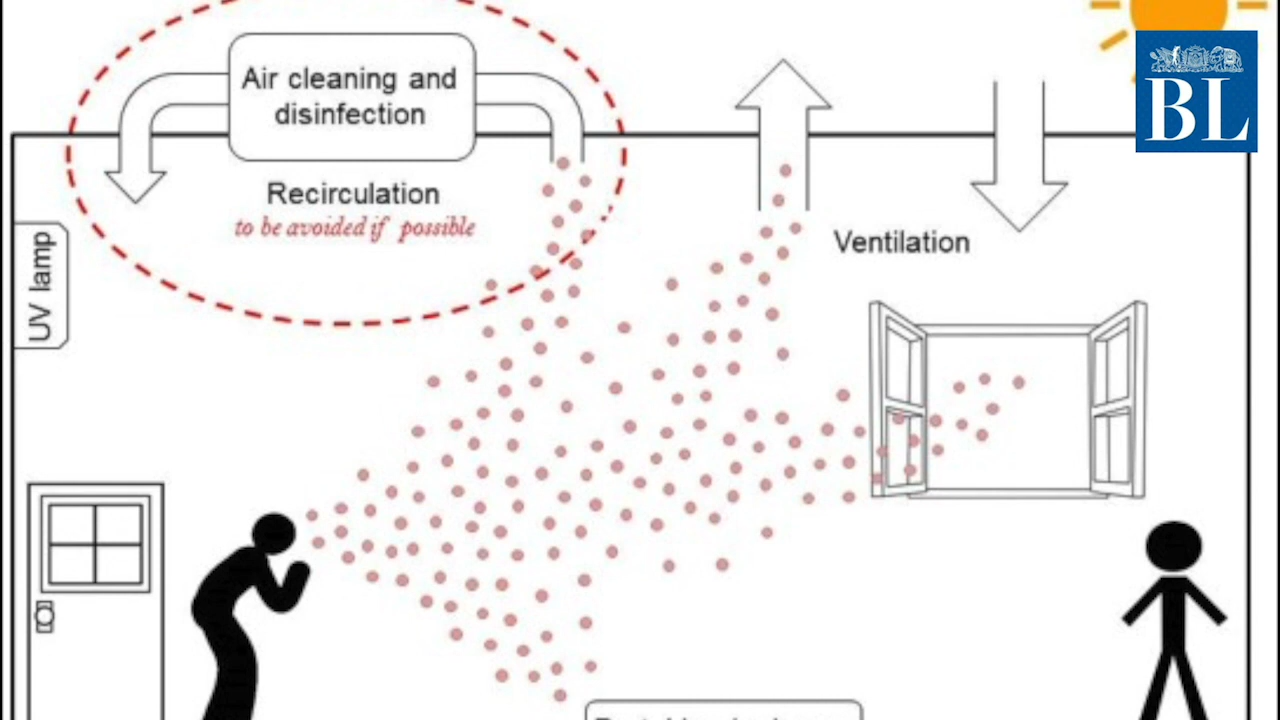 Air cleaning and
disinfection
Recirculation
to be avoided if possible
BL
Ventilation
UV lamp